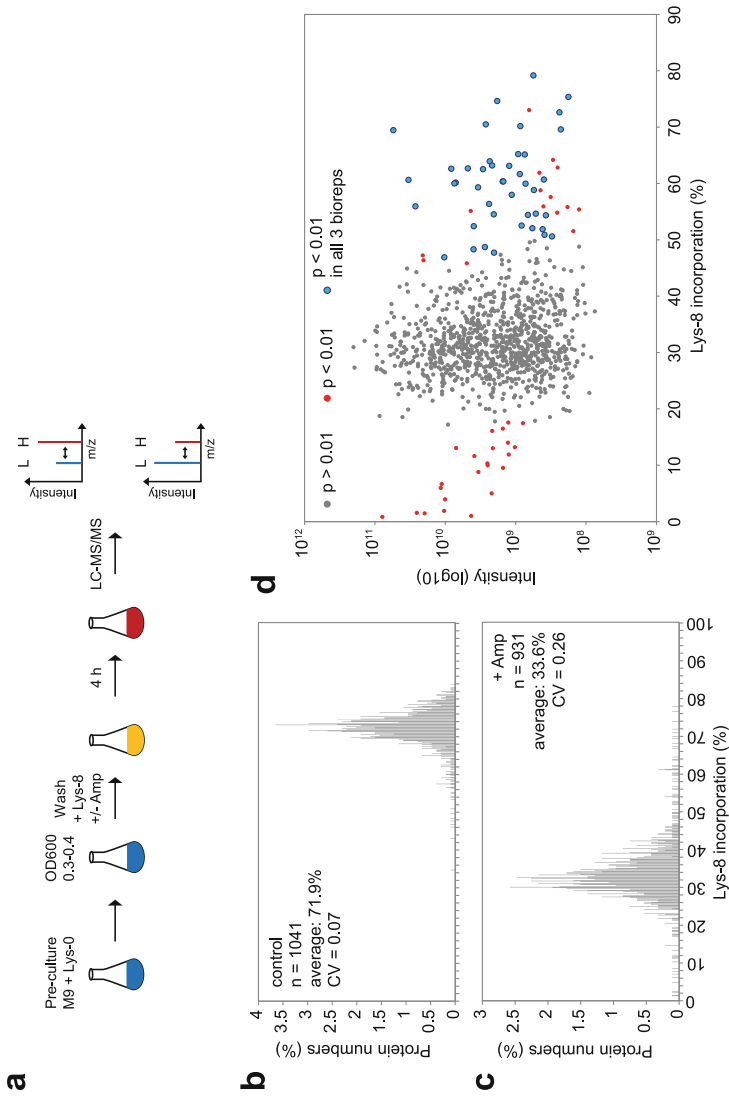 a
Pre-culture
M9 + Lys-0
OD600
0.3-0.4
Wash
+ Lys-8
+/- Amp
4 h
LC-MS/MS
Intensity
L H
m/z
Intensity
L H
m/z
b
Protein numbers (%)
4
3.5
3
2.5
2
1.5
1
0.5
0
control
n = 1041
average: 71.9%
CV = 0.07
c
Protein numbers (%)
3
2.5
2
1.5
1
0.5
0
+ Amp
n = 931
average: 33.6%
CV = 0.26
0 10 20 30 40 50 60 70 80 90 100
Lys-8 incorporation (%)
d
Intensity (log10)
10¹²
10¹¹
10¹⁰
10⁹
10⁸
10⁹
p > 0.01
p < 0.01
p < 0.01
in all 3 bioreps
0 10 20 30 40 50 60 70 80 90
Lys-8 incorporation (%)